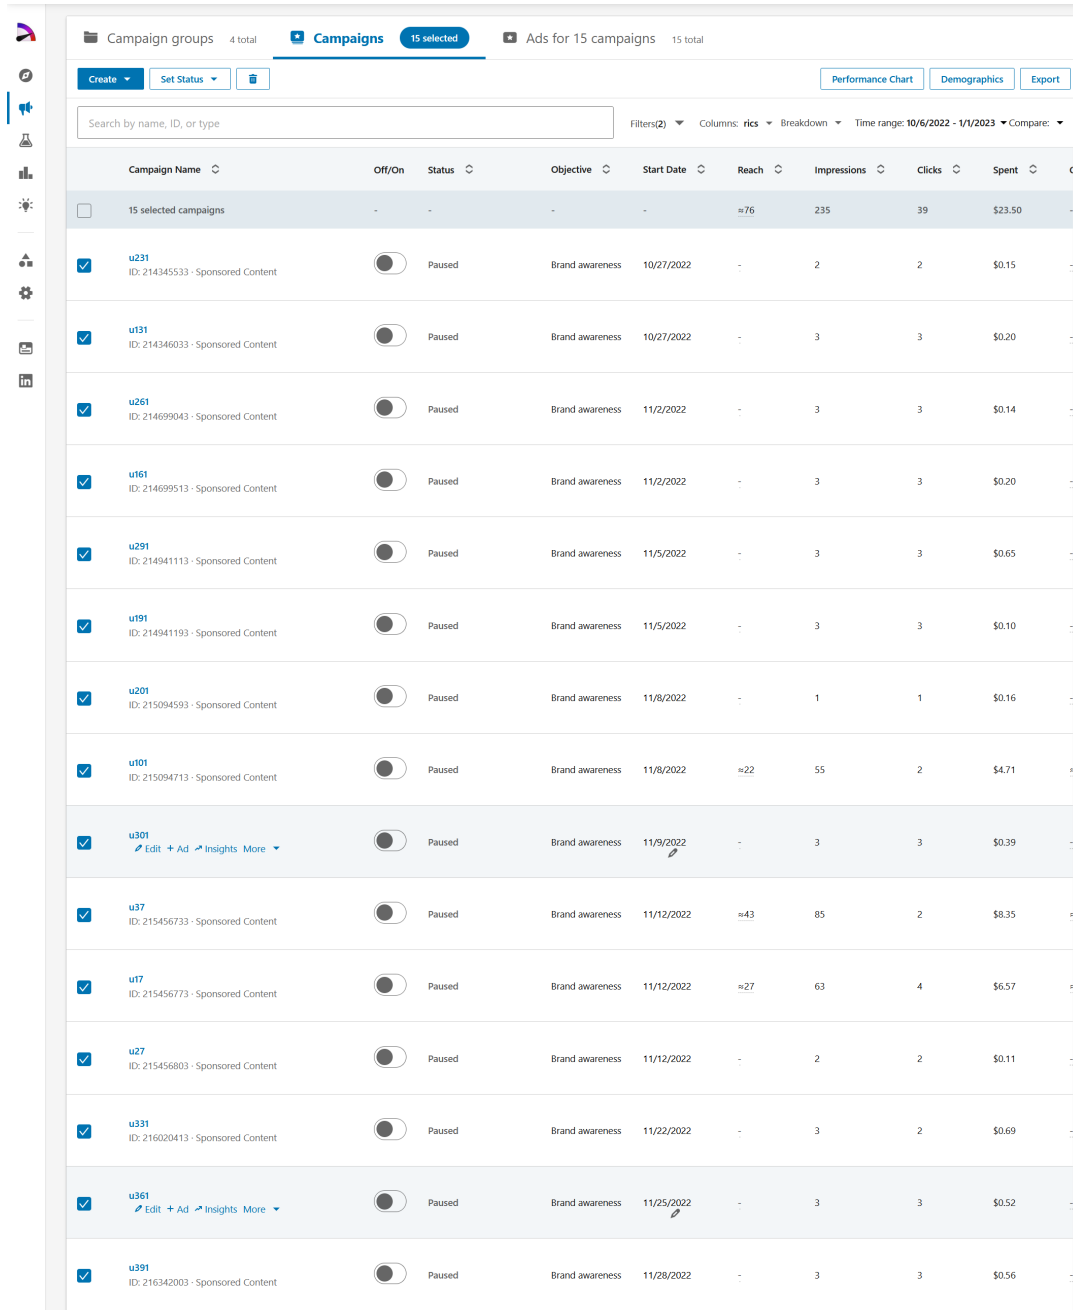 Campaign groups 4 total Campaigns 15 selected Ads for 15 campaigns 15 total
Create Set Status Performance Chart Demographics Export
Search by name, ID, or type Filters(2) Columns: rics Breakdown Time range: 10/6/2022 - 1/1/2023 Compare:
Campaign Name Off/On Status Objective Start Date Reach Impressions Clicks Spent
15 selected campaigns - - - - ≈76 235 39 $23.50 -
u231
ID: 214345533 · Sponsored Content Paused Brand awareness 10/27/2022 - 2 2 $0.15 -
u131
ID: 214346033 · Sponsored Content Paused Brand awareness 10/27/2022 - 3 3 $0.20 -
u261
ID: 214699043 · Sponsored Content Paused Brand awareness 11/2/2022 - 3 3 $0.14 -
u161
ID: 214699513 · Sponsored Content Paused Brand awareness 11/2/2022 - 3 3 $0.20 -
u291
ID: 214941113 · Sponsored Content Paused Brand awareness 11/5/2022 - 3 3 $0.65 -
u191
ID: 214941193 · Sponsored Content Paused Brand awareness 11/5/2022 - 3 3 $0.10 -
u201
ID: 215094593 · Sponsored Content Paused Brand awareness 11/8/2022 - 1 1 $0.16 -
u101
ID: 215094713 · Sponsored Content Paused Brand awareness 11/8/2022 ≈22 55 2 $4.71
u301
Edit + Ad Insights More Paused Brand awareness 11/9/2022 - 3 3 $0.39 -
u37
ID: 215456733 · Sponsored Content Paused Brand awareness 11/12/2022 ≈43 85 2 $8.35
u17
ID: 215456773 · Sponsored Content Paused Brand awareness 11/12/2022 ≈27 63 4 $6.57
u27
ID: 215456803 · Sponsored Content Paused Brand awareness 11/12/2022 - 2 2 $0.11 -
u331
ID: 216020413 · Sponsored Content Paused Brand awareness 11/22/2022 - 3 2 $0.69 -
u361
Edit + Ad Insights More Paused Brand awareness 11/25/2022 - 3 3 $0.52 -
u391
ID: 216342003 · Sponsored Content Paused Brand awareness 11/28/2022 - 3 3 $0.56 -